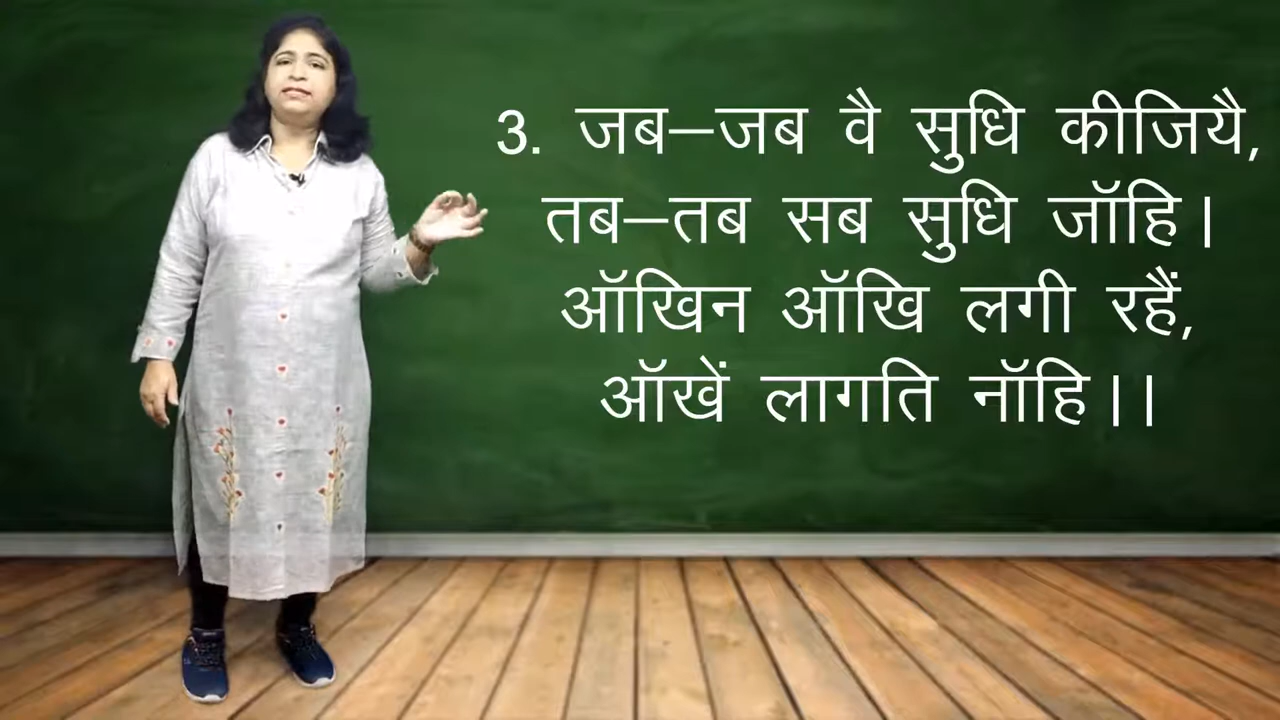 3. जब–जब वै सुधि कीजियै,
तब–तब सब सुधि जॉहि।
ऑखिन ऑखि लगी रहैं,
ऑखें लागति नॉहि।।